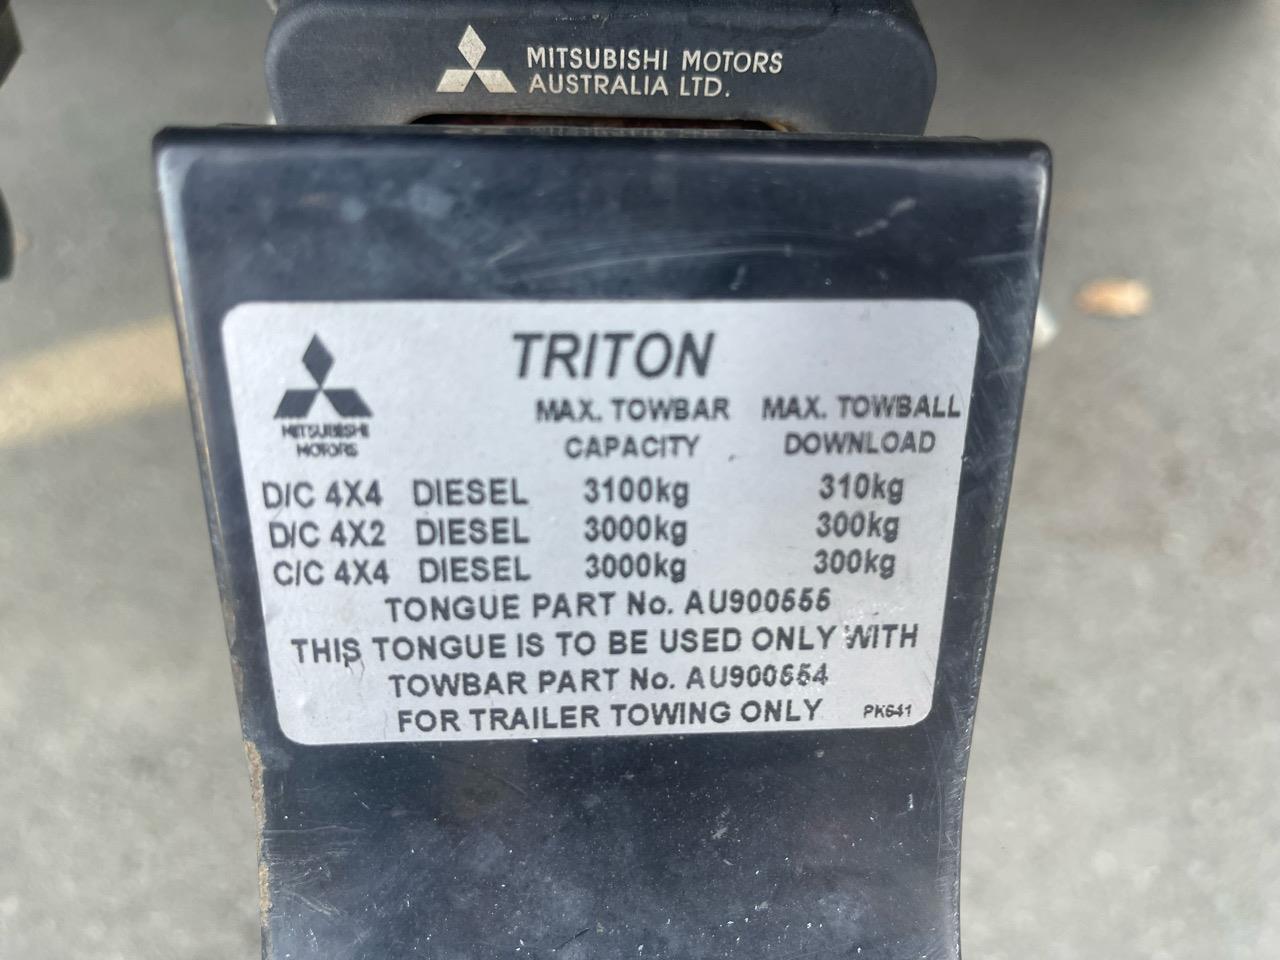 MITSUBISHI MOTORS
AUSTRALIA LTD.
TRITON
MITSUBISHI
MOTORS
MAX. TOWBAR MAX. TOWBALL
CAPACITY DOWNLOAD
D/C 4X4 DIESEL 3100kg 310kg
D/C 4X2 DIESEL 3000kg 300kg
C/C 4X4 DIESEL 3000kg 300kg
TONGUE PART No. AU900555
THIS TONGUE IS TO BE USED ONLY WITH
TOWBAR PART No. AU900554
FOR TRAILER TOWING ONLY PK541